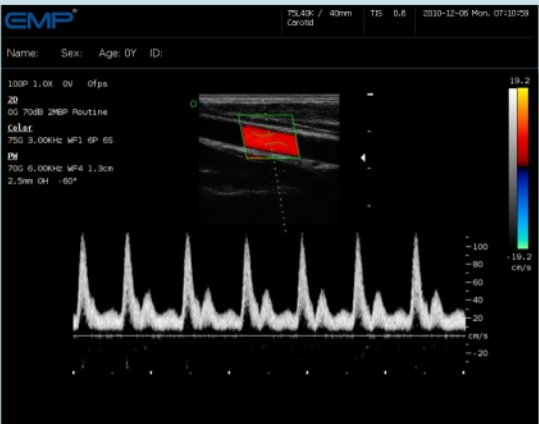 EMP
75L40K / 40mm
Carotid
TIS 0.6
2010-12-06 Mon. 07:10:59
Name: Sex: Age: 0Y ID:
100P 1.0X 0V 0fps
2D
0G 70dB 2MBP Routine
Color
75G 3.00KHz WF1 6P 6S
PW
70G 6.00KHz WF4 1.3cm
2.5mm 0H -60°
19.2
-19.2
cm/s
100
80
60
40
20
cm/s
-20